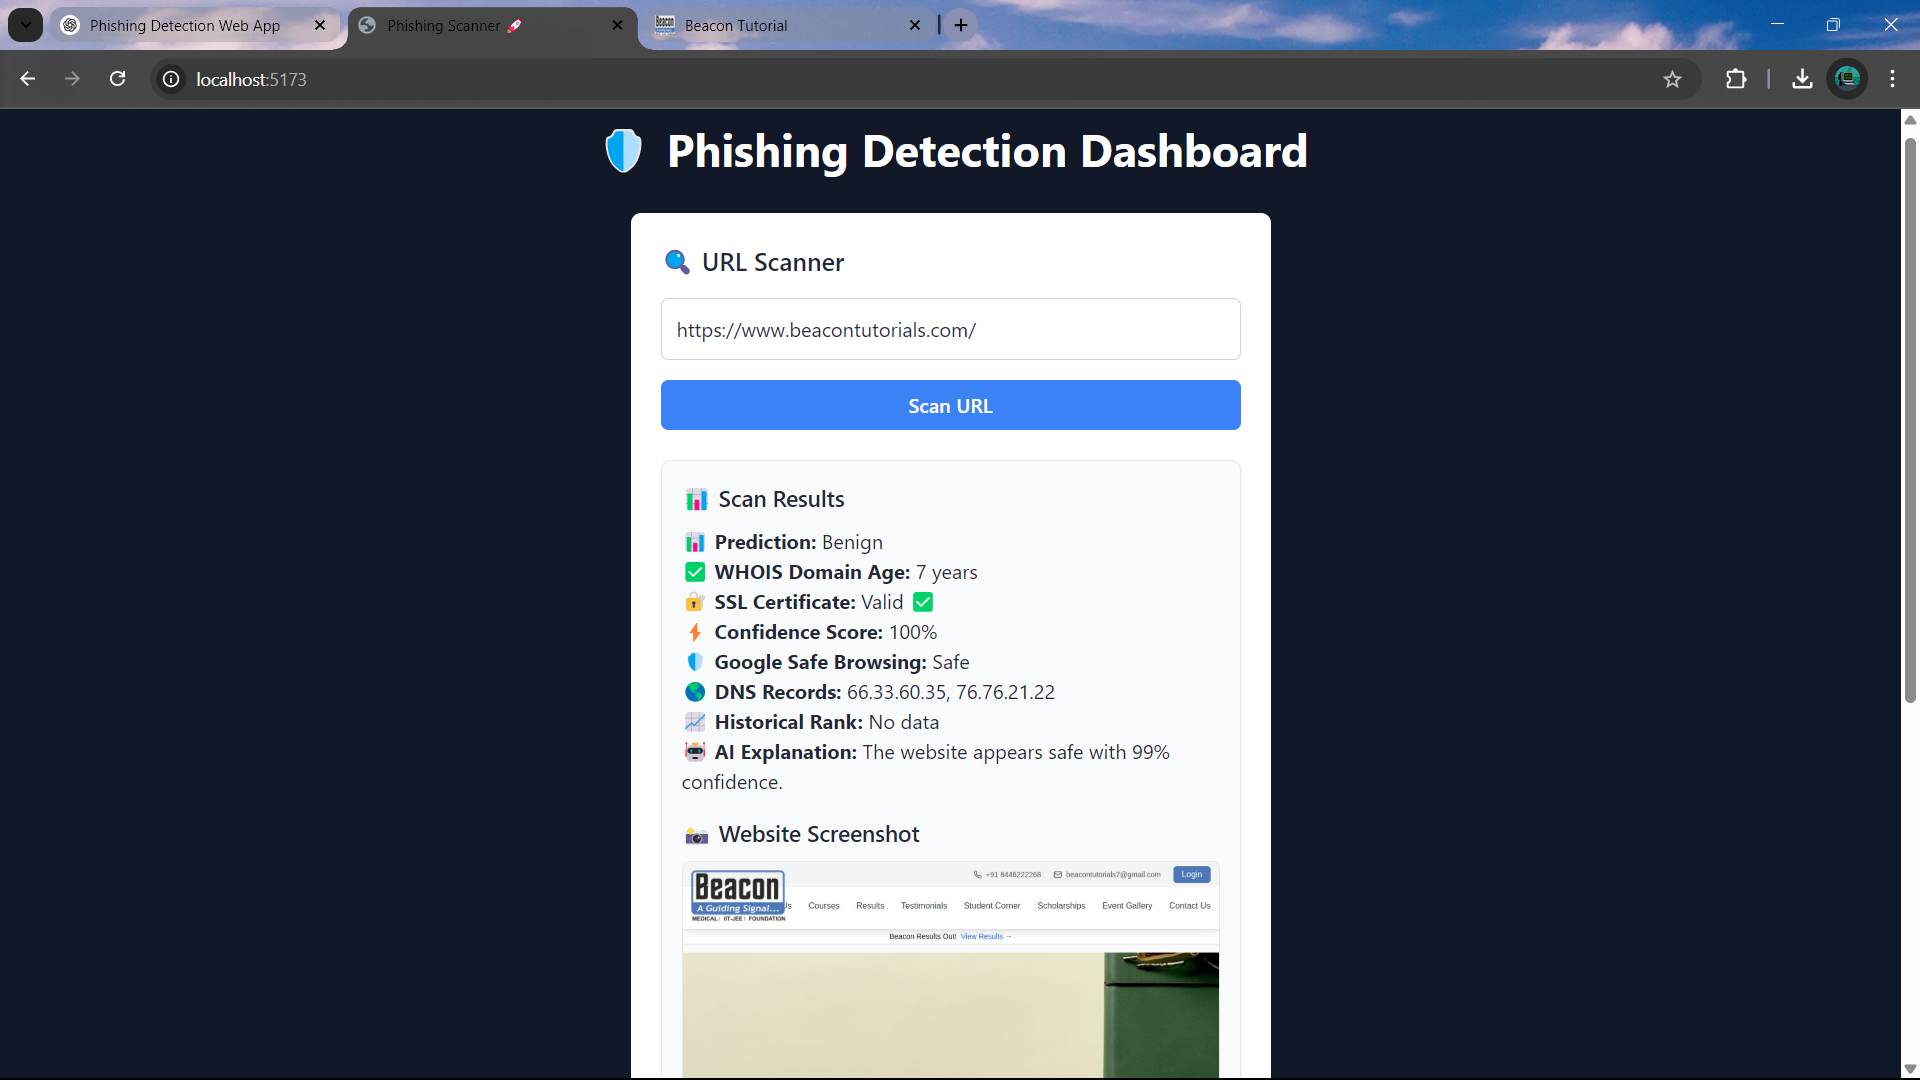 Phishing Detection Web App
Phishing Scanner 🚀
Beacon Tutorial
localhost:5173
Phishing Detection Dashboard
URL Scanner
https://www.beacontutorials.com/
Scan URL
Scan Results
Prediction: Benign
WHOIS Domain Age: 7 years
SSL Certificate: Valid ✅
Confidence Score: 100%
Google Safe Browsing: Safe
DNS Records: 66.33.60.35, 76.76.21.22
Historical Rank: No data
AI Explanation: The website appears safe with 99%
confidence.
Website Screenshot
+91 8446222268 beacontutorials7@gmail.com Login
Beacon
A Guiding Signal...
MEDICAL | IIT-JEE | FOUNDATION
Us Courses Results Testimonials Student Corner Scholarships Event Gallery Contact Us
Beacon Results Out! View Results →